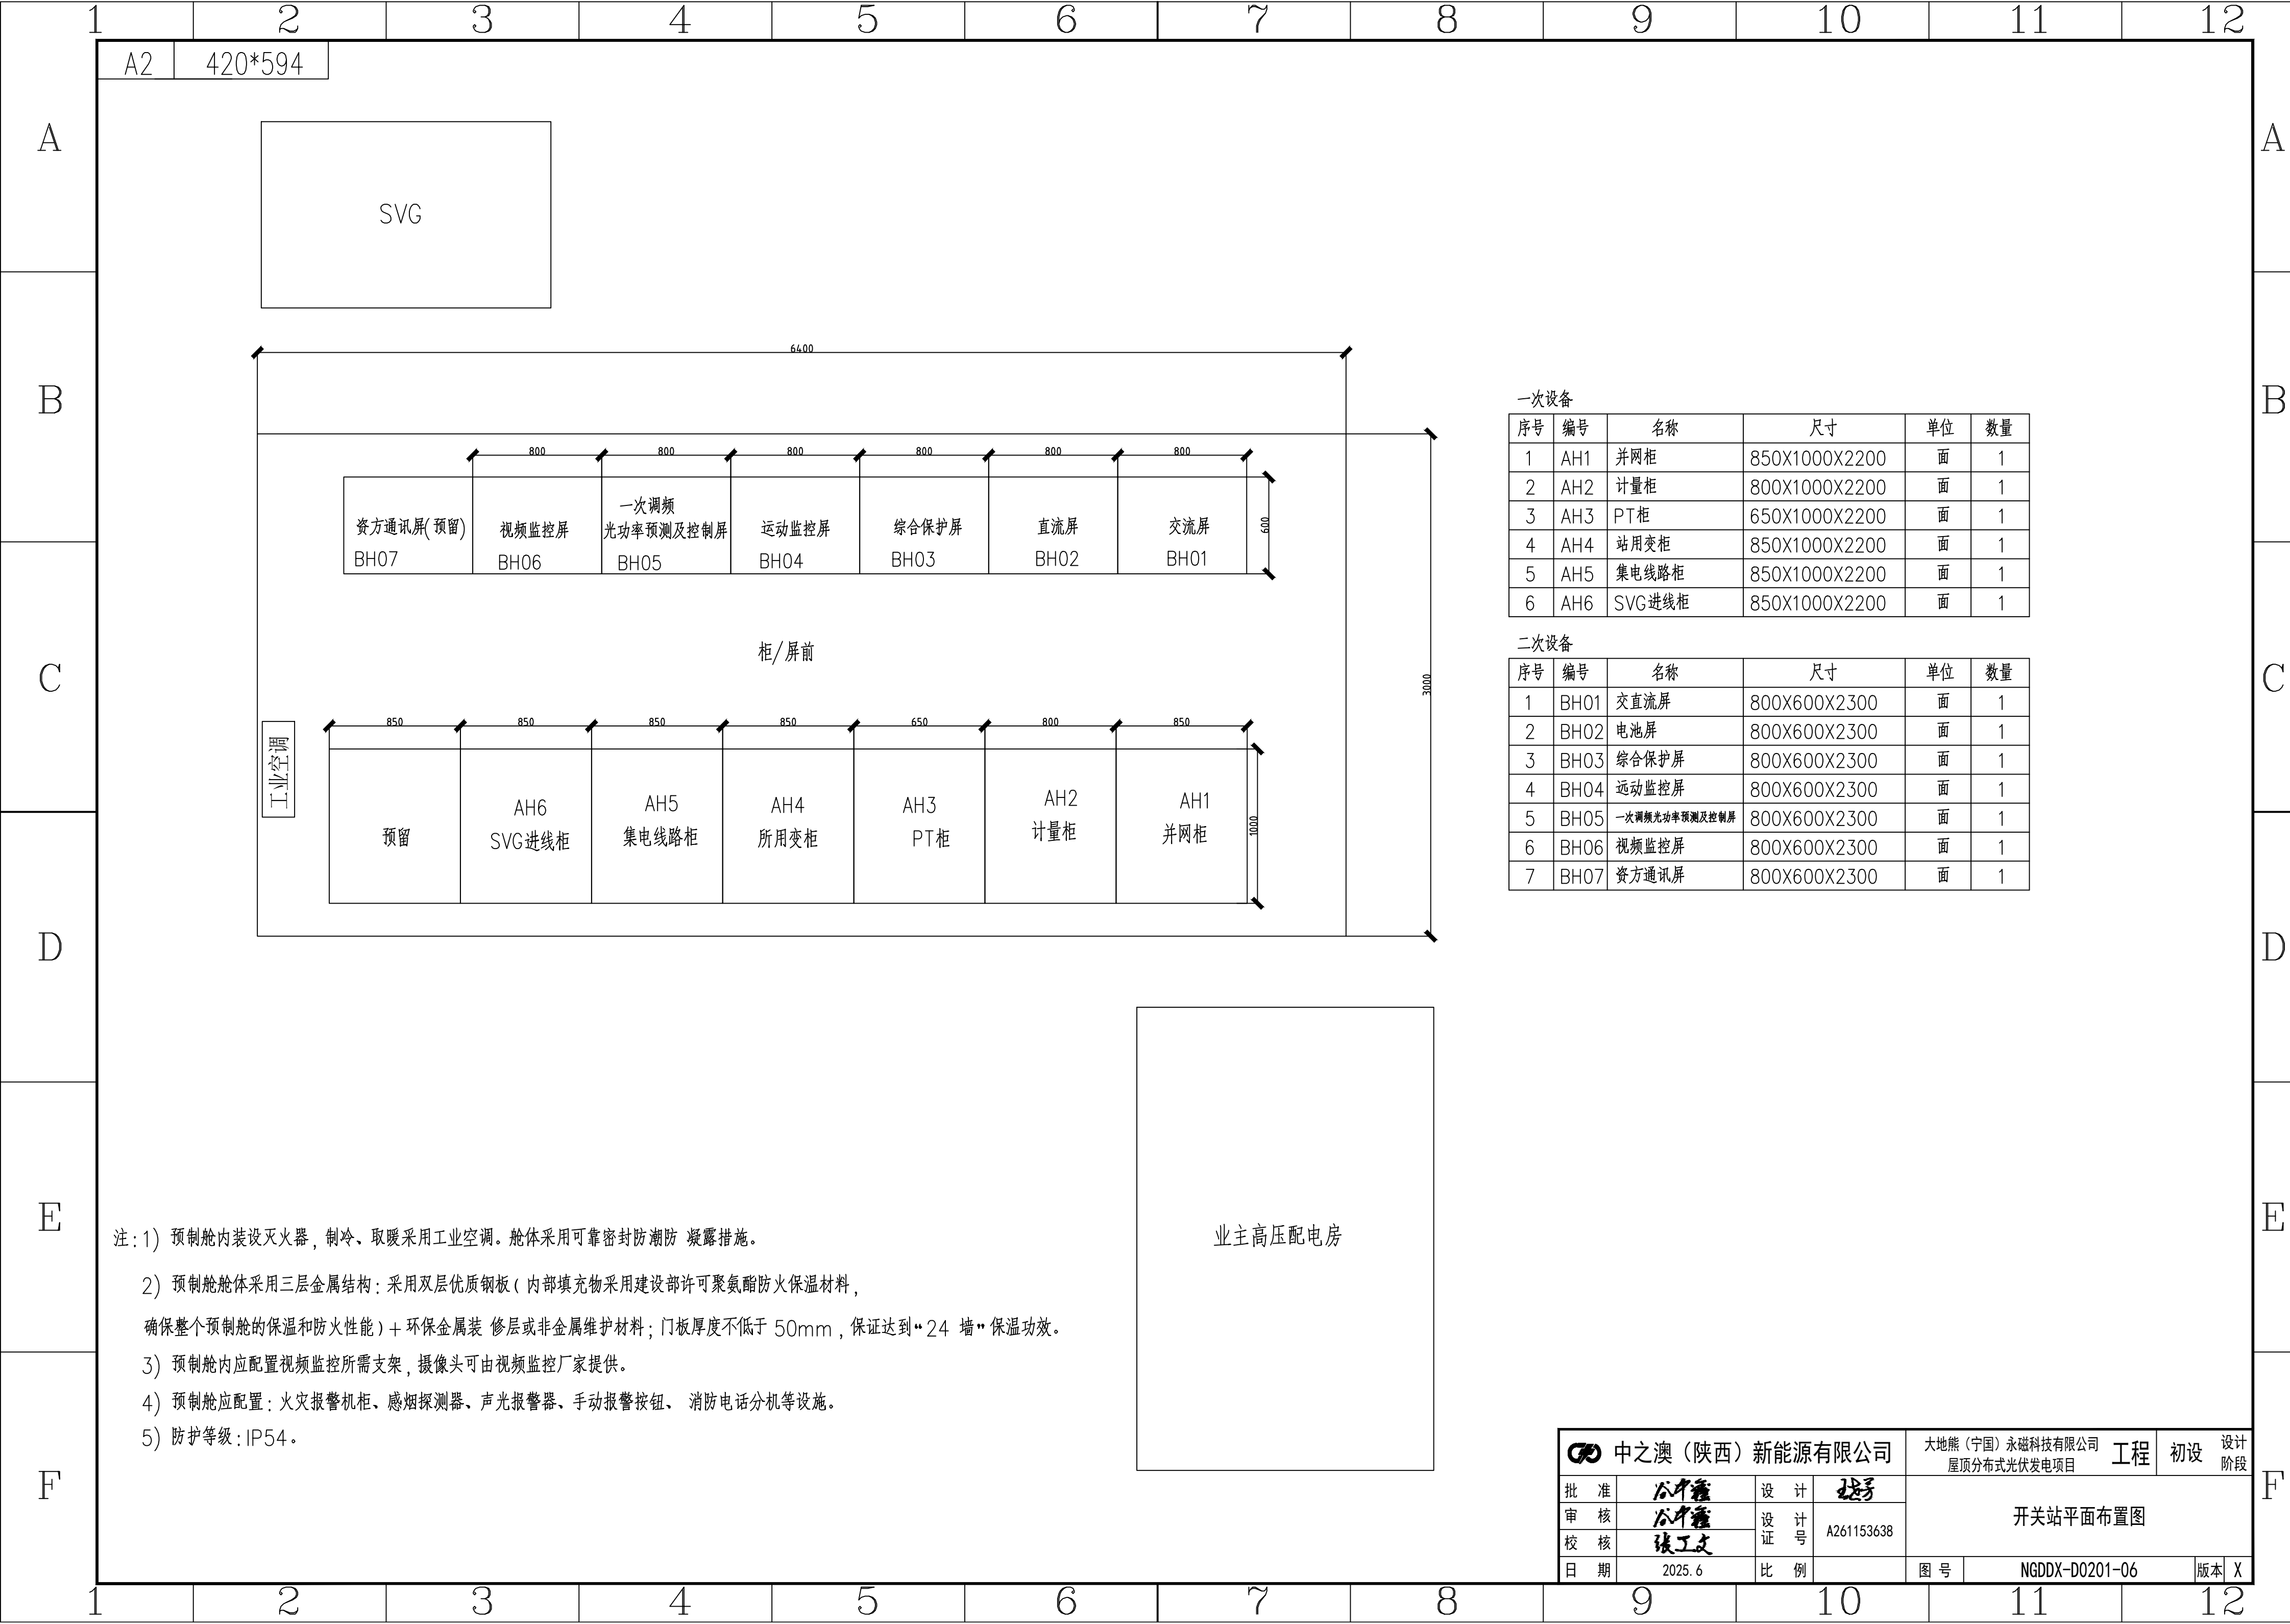 1 2 3 4 5 6 7 8 9 10 11 12
A2 420*594
A A
SVG
B B
6400
800 800 800 800 800 800
资方通讯屏(预留)
BH07
视频监控屏
BH06
一次调频
光功率预测及控制屏
BH05
运动监控屏
BH04
综合保护屏
BH03
直流屏
BH02
交流屏
BH01
600
柜/屏前
3000
C C
工业空调
850 850 850 850 650 800 850
预留
AH6
SVG进线柜
AH5
集电线路柜
AH4
所用变柜
AH3
PT柜
AH2
计量柜
AH1
并网柜
1000
一次设备
序号 编号 名称 尺寸 单位 数量
1 AH1 并网柜 850X1000X2200 面 1
2 AH2 计量柜 800X1000X2200 面 1
3 AH3 PT柜 650X1000X2200 面 1
4 AH4 站用变柜 850X1000X2200 面 1
5 AH5 集电线路柜 850X1000X2200 面 1
6 AH6 SVG进线柜 850X1000X2200 面 1
二次设备
序号 编号 名称 尺寸 单位 数量
1 BH01 交直流屏 800X600X2300 面 1
2 BH02 电池屏 800X600X2300 面 1
3 BH03 综合保护屏 800X600X2300 面 1
4 BH04 远动监控屏 800X600X2300 面 1
5 BH05 一次调频光功率预测及控制屏 800X600X2300 面 1
6 BH06 视频监控屏 800X600X2300 面 1
7 BH07 资方通讯屏 800X600X2300 面 1
D D
业主高压配电房
E E
注:1) 预制舱内装设灭火器,制冷、取暖采用工业空调。舱体采用可靠密封防潮防 凝露措施。
2) 预制舱舱体采用三层金属结构:采用双层优质钢板(内部填充物采用建设部许可聚氨酯防火保温材料,
确保整个预制舱的保温和防火性能)+环保金属装 修层或非金属维护材料;门板厚度不低于 50mm,保证达到“24 墙”保温功效。
3) 预制舱内应配置视频监控所需支架,摄像头可由视频监控厂家提供。
4) 预制舱应配置:火灾报警机柜、感烟探测器、声光报警器、手动报警按钮、 消防电话分机等设施。
5) 防护等级:IP54。
F F
中之澳(陕西)新能源有限公司
大地熊(宁国)永磁科技有限公司
屋顶分布式光伏发电项目
工程 初设 设计
阶段
批 准 设 计
审 核 设 计
证 号 A261153638
校 核 张工文
开关站平面布置图
日 期 2025.6 比 例
图 号 NGDDX-D0201-06 版本 X
1 2 3 4 5 6 7 8 9 10 11 12